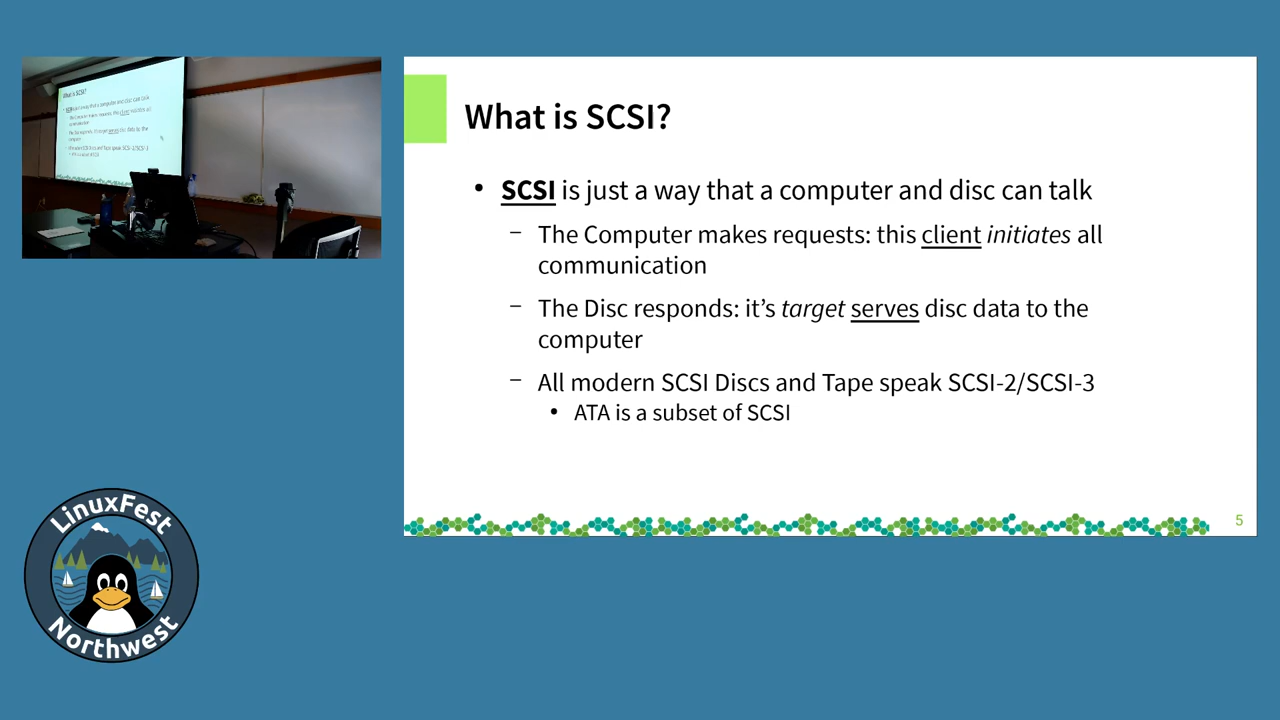 What is SCSI?
• SCSI is just a way that a computer and disc can talk
– The Computer makes requests: this client initiates all
communication
– The Disc responds: it’s target serves disc data to the
computer
– All modern SCSI Discs and Tape speak SCSI-2/SCSI-3
• ATA is a subset of SCSI
5
LinuxFest
Northwest